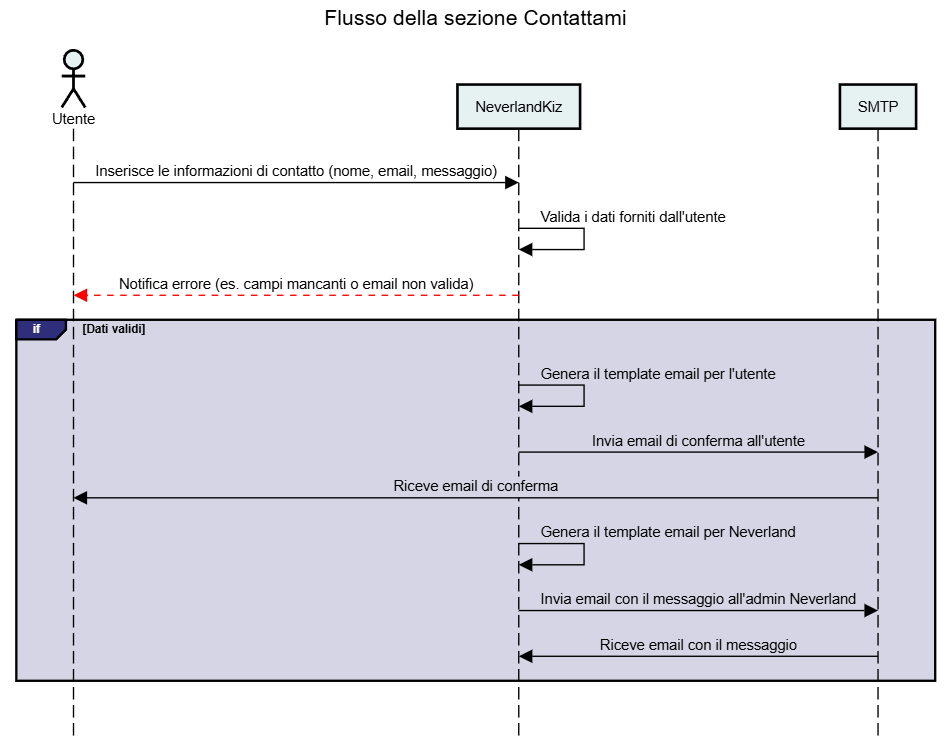 Flusso della sezione Contattami
Utente
NeverlandKiz
SMTP
Inserisce le informazioni di contatto (nome, email, messaggio)
Valida i dati forniti dall'utente
Notifica errore (es. campi mancanti o email non valida)
if
[Dati validi]
Genera il template email per l'utente
Invia email di conferma all'utente
Riceve email di conferma
Genera il template email per Neverland
Invia email con il messaggio all'admin Neverland
Riceve email con il messaggio